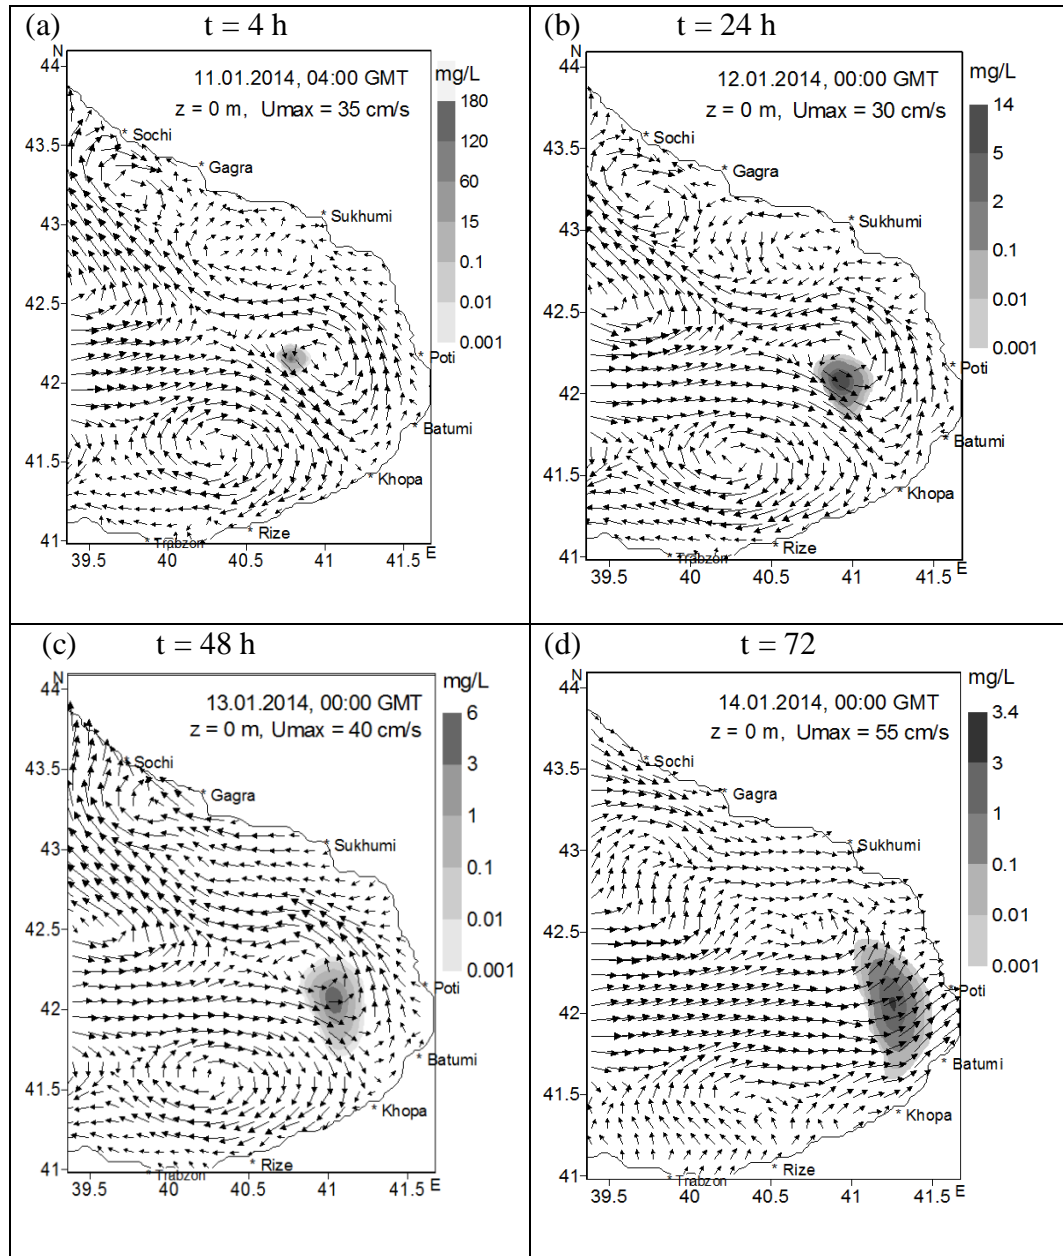 (a) t = 4 h
N
44
11.01.2014, 04:00 GMT
mg/L
z = 0 m, Umax = 35 cm/s
180
120
60
15
0.1
0.01
0.001
* Sochi
43.5
* Gagra
43
* Sukhumi
42.5
* Poti
42
* Batumi
41.5
* Khopa
* Rize
41
* Trabzon
39.5 40 40.5 41 41.5 E
(b) t = 24 h
N
44
12.01.2014, 00:00 GMT
mg/L
z = 0 m, Umax = 30 cm/s
14
5
2
0.1
0.01
0.001
* Sochi
43.5
* Gagra
43
* Sukhumi
42.5
* Poti
42
* Batumi
41.5
* Khopa
* Rize
41
* Trabzon
39.5 40 40.5 41 41.5 E
(c) t = 48 h
N
44
13.01.2014, 00:00 GMT
mg/L
z = 0 m, Umax = 40 cm/s
6
3
1
0.1
0.01
0.001
* Sochi
43.5
* Gagra
43
* Sukhumi
42.5
* Poti
42
* Batumi
41.5
* Khopa
* Rize
41
* Trabzon
39.5 40 40.5 41 41.5 E
(d) t = 72
N
44
14.01.2014, 00:00 GMT
mg/L
z = 0 m, Umax = 55 cm/s
3.4
3
1
0.1
0.01
0.001
* Sochi
43.5
* Gagra
43
* Sukhumi
42.5
* Poti
42
* Batumi
41.5
* Khopa
* Rize
41
* Trabzon
39.5 40 40.5 41 41.5 E